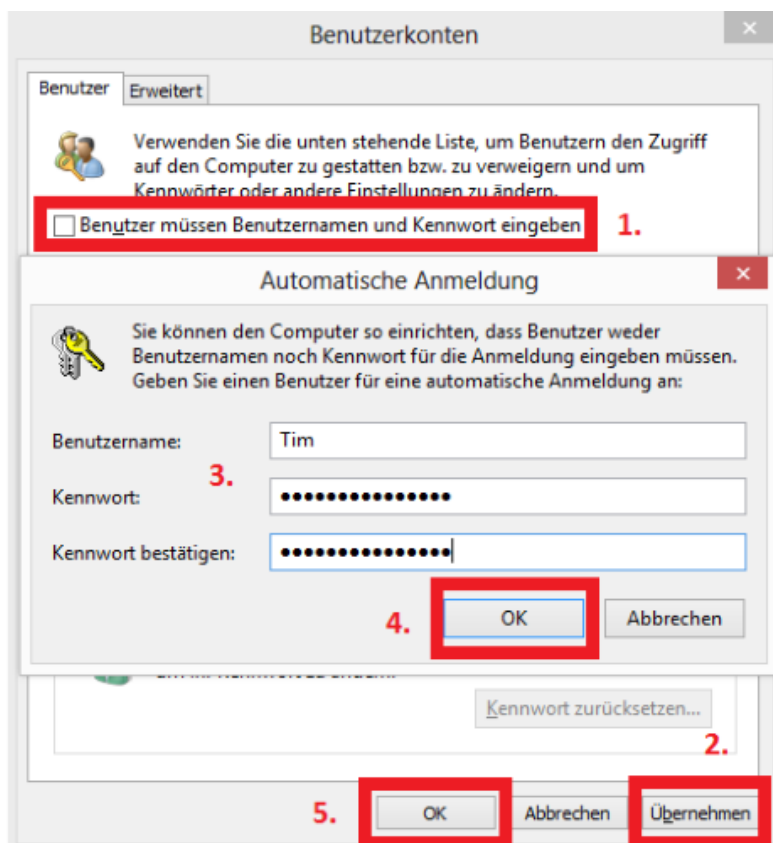 Benutzerkonten
Benutzer Erweitert
Verwenden Sie die unten stehende Liste, um Benutzern den Zugriff
auf den Computer zu gestatten bzw. zu verweigern und um
Kennwörter oder andere Einstellungen zu ändern.
Benutzer müssen Benutzernamen und Kennwort eingeben 1.
Automatische Anmeldung
Sie können den Computer so einrichten, dass Benutzer weder
Benutzernamen noch Kennwort für die Anmeldung eingeben müssen.
Geben Sie einen Benutzer für eine automatische Anmeldung an:
Benutzername: Tim
3.
Kennwort: ●●●●●●●●●●●●●●●
Kennwort bestätigen: ●●●●●●●●●●●●●●●
4. OK Abbrechen
Kennwort zurücksetzen...
2.
5. OK Abbrechen Übernehmen